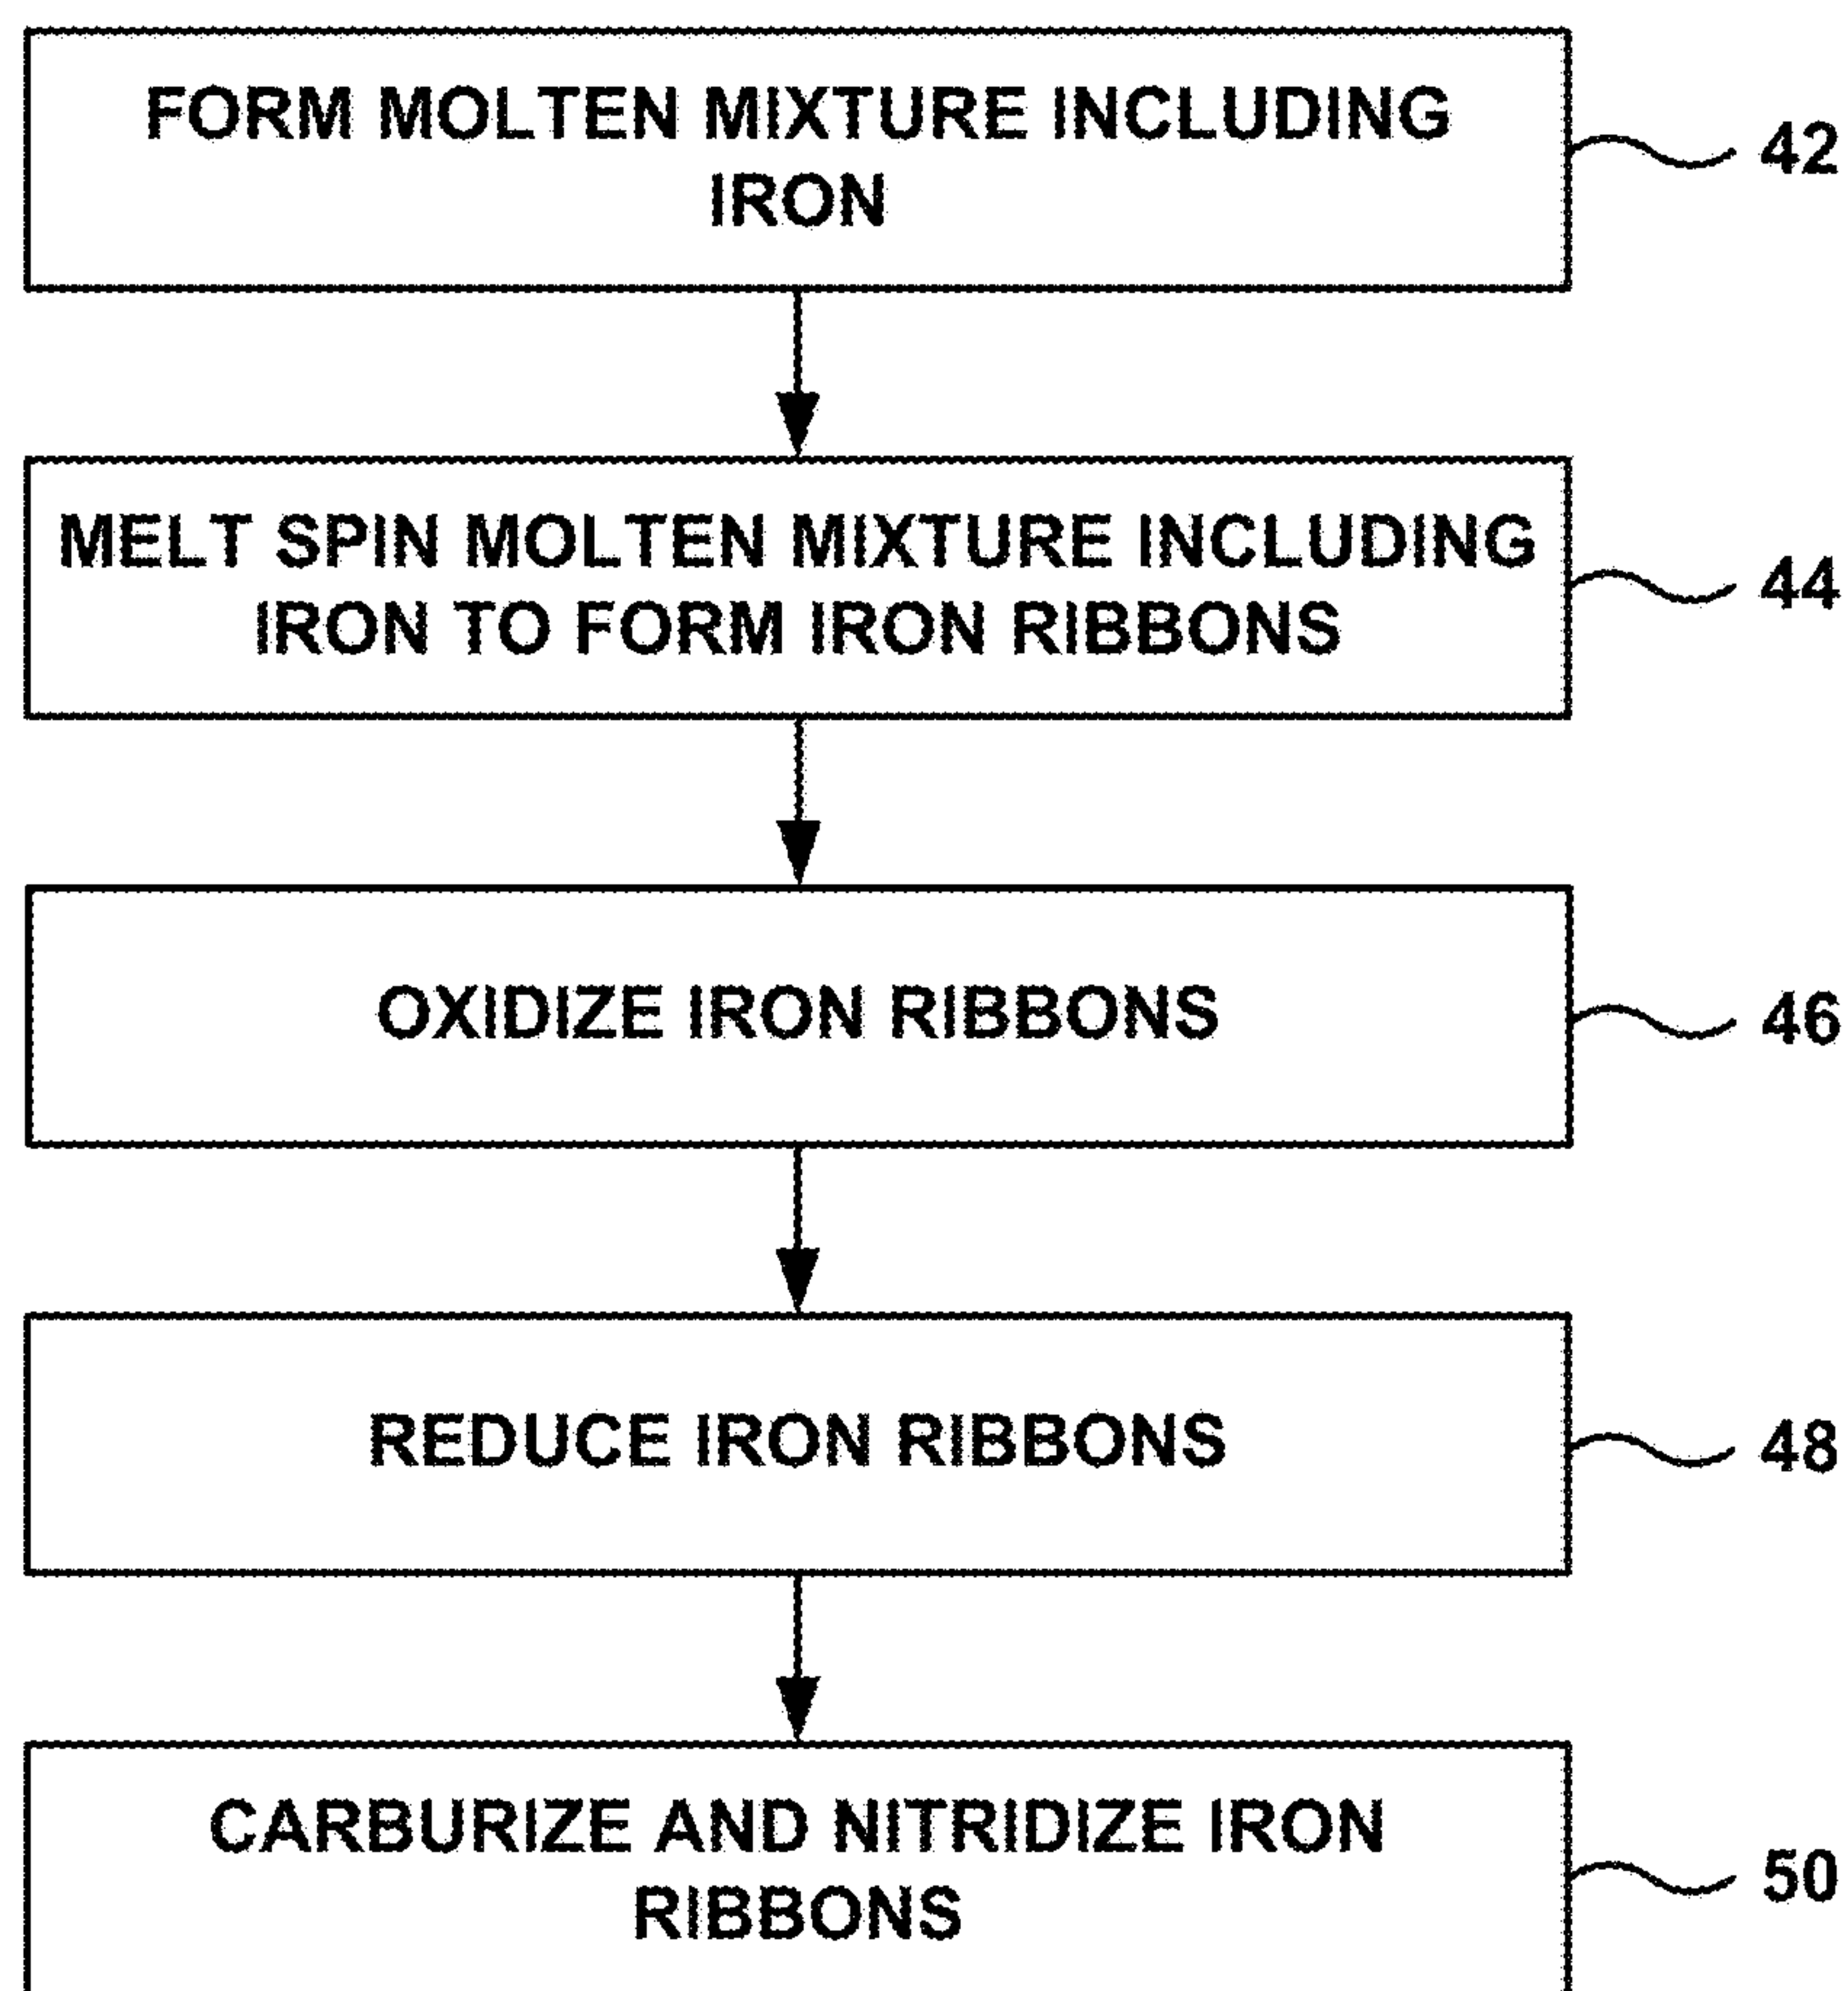 FORM MOLTEN MIXTURE INCLUDING
IRON
42
MELT SPIN MOLTEN MIXTURE INCLUDING
IRON TO FORM IRON RIBBONS
44
OXIDIZE IRON RIBBONS
46
REDUCE IRON RIBBONS
48
CARBURIZE AND NITRIDIZE IRON
RIBBONS
50